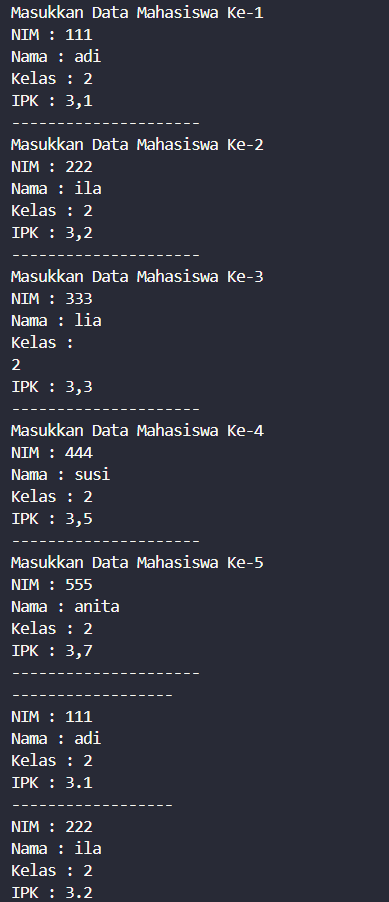 Masukkan Data Mahasiswa Ke-1
NIM : 111
Nama : adi
Kelas : 2
IPK : 3,1
---------------------
Masukkan Data Mahasiswa Ke-2
NIM : 222
Nama : ila
Kelas : 2
IPK : 3,2
---------------------
Masukkan Data Mahasiswa Ke-3
NIM : 333
Nama : lia
Kelas :
2
IPK : 3,3
---------------------
Masukkan Data Mahasiswa Ke-4
NIM : 444
Nama : susi
Kelas : 2
IPK : 3,5
---------------------
Masukkan Data Mahasiswa Ke-5
NIM : 555
Nama : anita
Kelas : 2
IPK : 3,7
---------------------
------------------
NIM : 111
Nama : adi
Kelas : 2
IPK : 3.1
------------------
NIM : 222
Nama : ila
Kelas : 2
IPK : 3.2